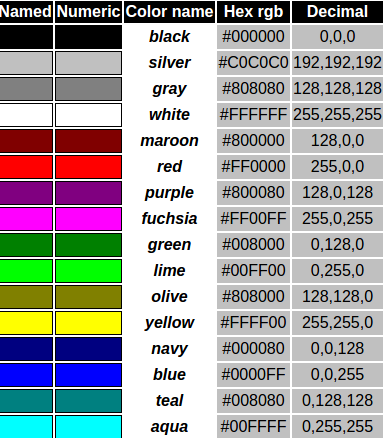 Named Numeric Color name Hex rgb Decimal
black #000000 0,0,0
silver #C0C0C0 192,192,192
gray #808080 128,128,128
white #FFFFFF 255,255,255
maroon #800000 128,0,0
red #FF0000 255,0,0
purple #800080 128,0,128
fuchsia #FF00FF 255,0,255
green #008000 0,128,0
lime #00FF00 0,255,0
olive #808000 128,128,0
yellow #FFFF00 255,255,0
navy #000080 0,0,128
blue #0000FF 0,0,255
teal #008080 0,128,128
aqua #00FFFF 0,255,255